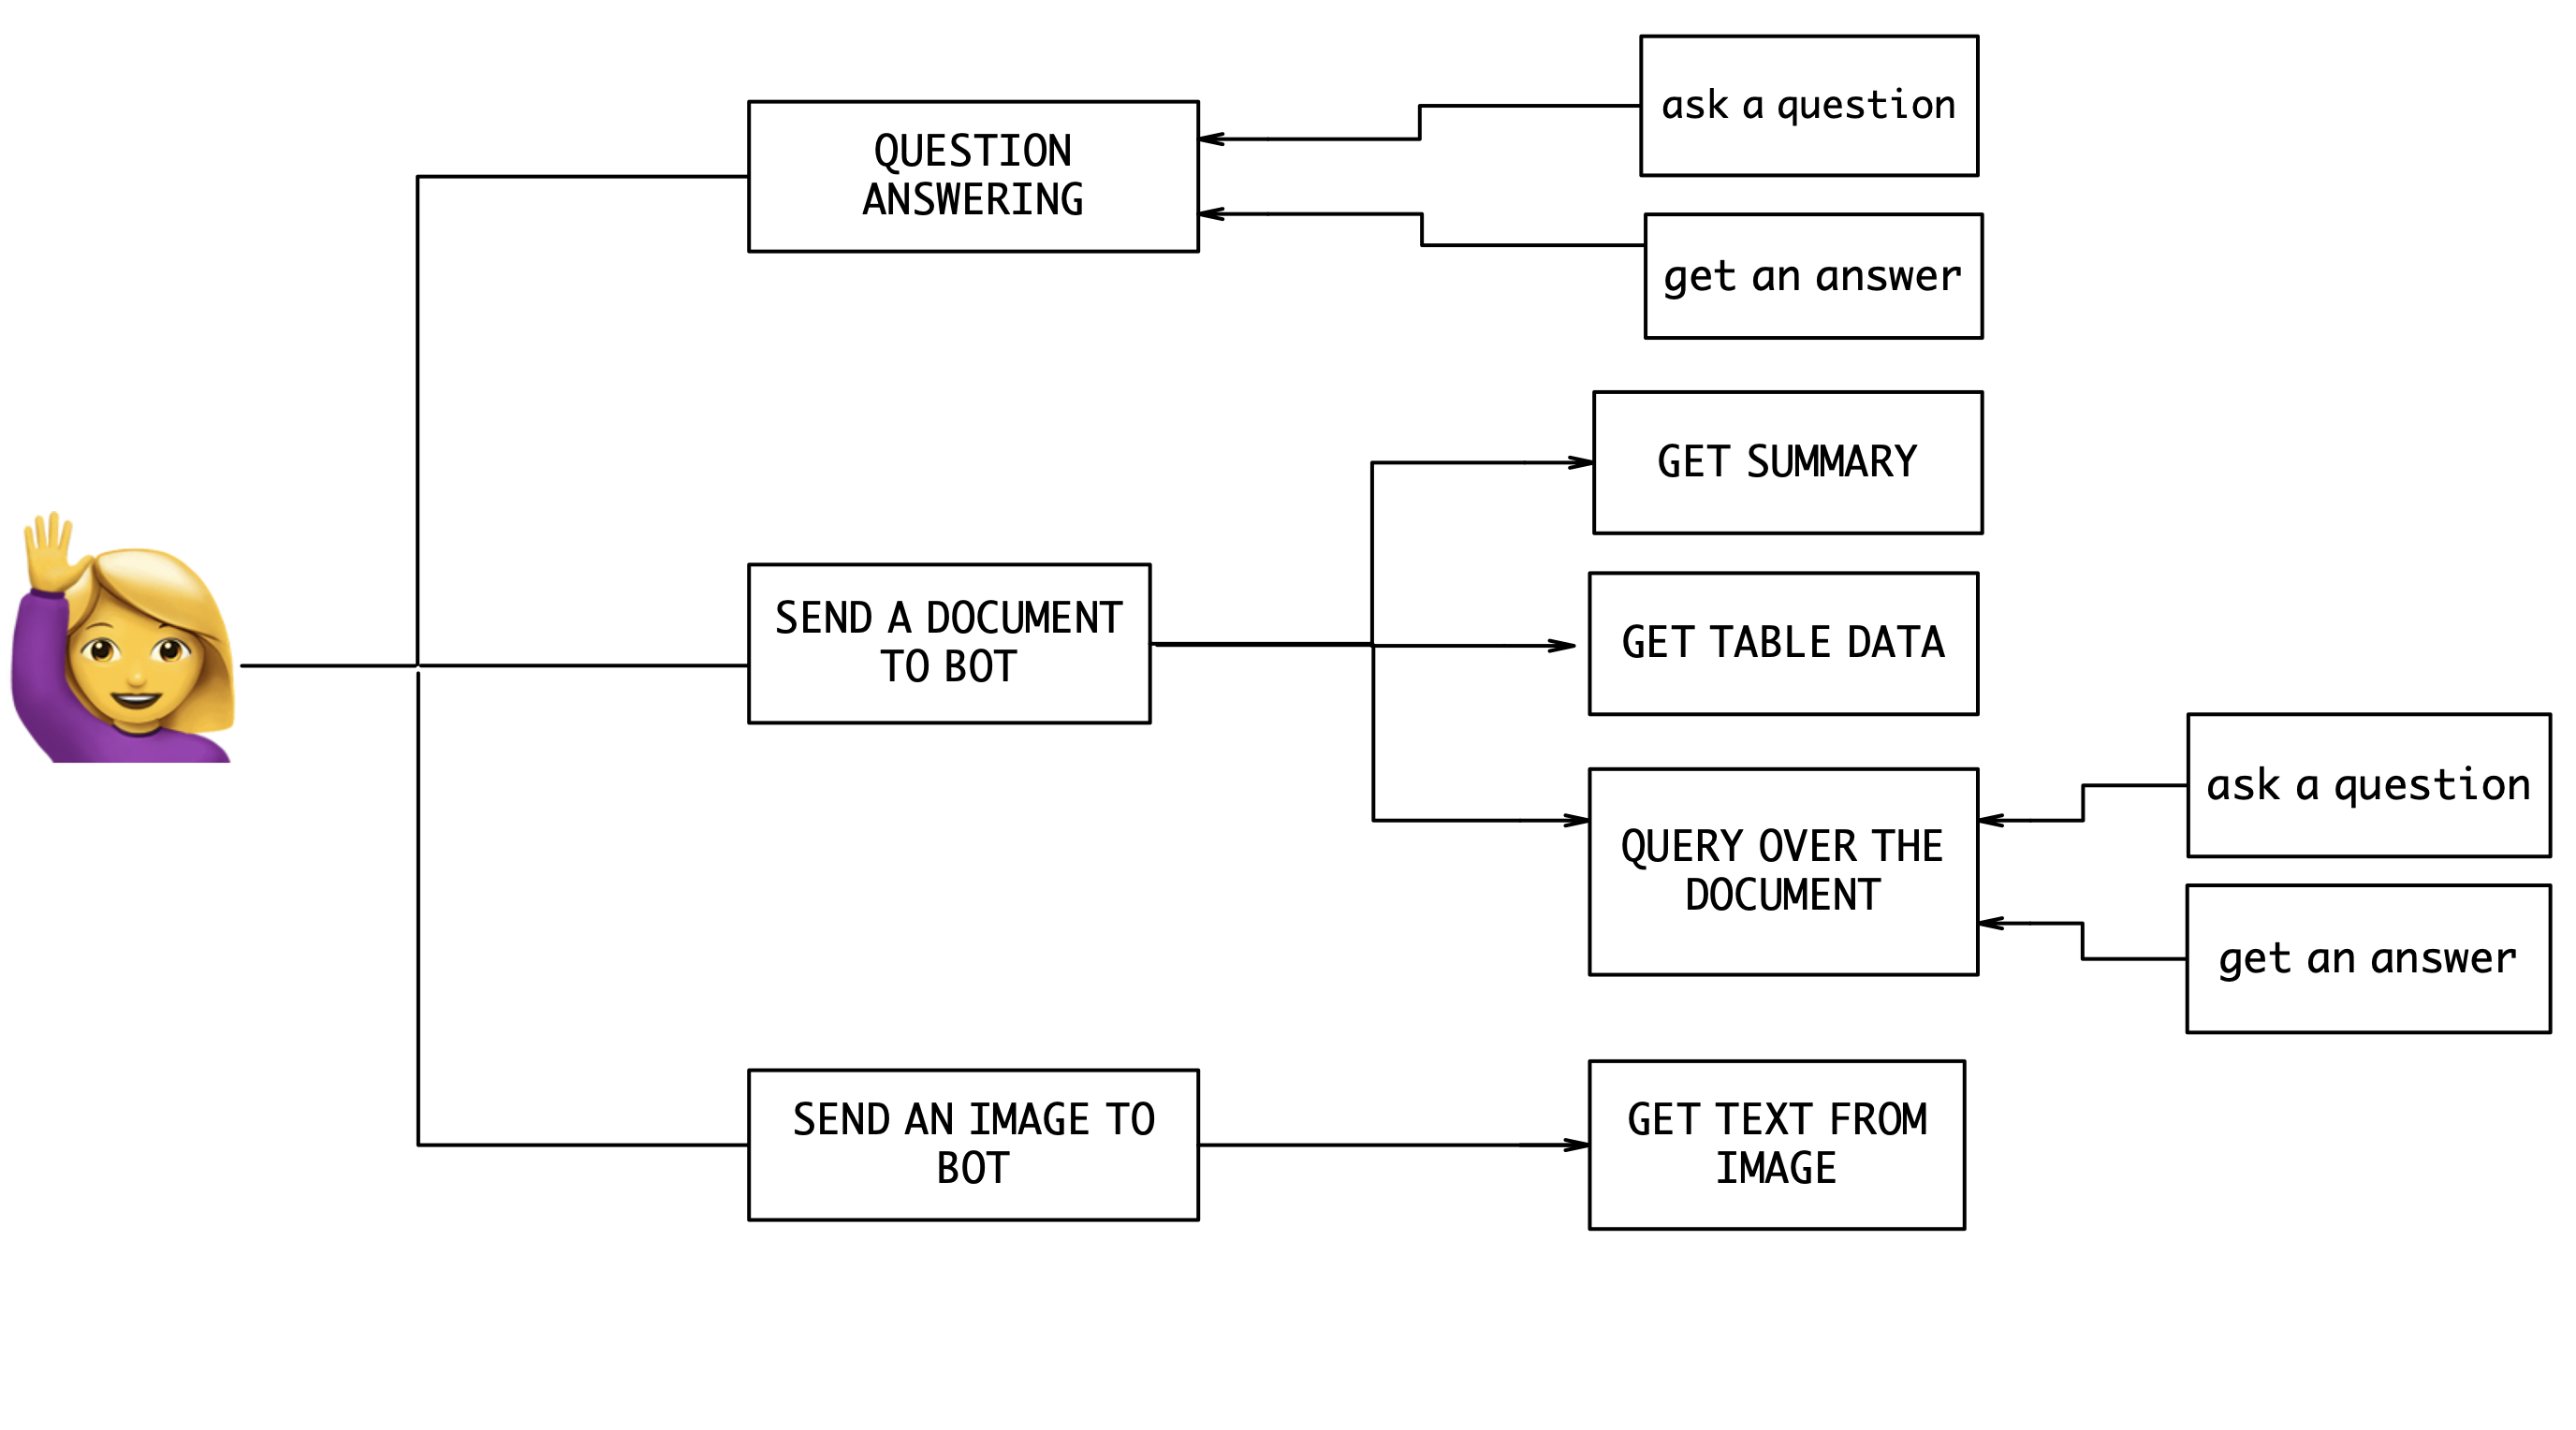 QUESTION
ANSWERING
ask a question
get an answer
SEND A DOCUMENT
TO BOT
GET SUMMARY
GET TABLE DATA
QUERY OVER THE
DOCUMENT
ask a question
get an answer
SEND AN IMAGE TO
BOT
GET TEXT FROM
IMAGE